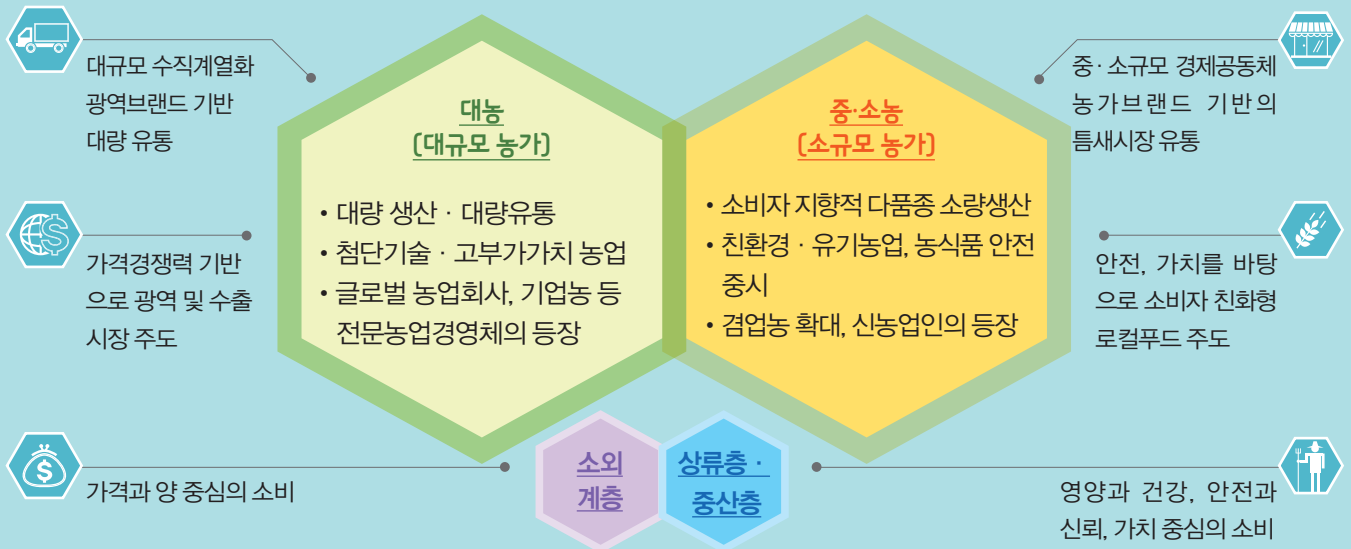 대규모 수직계열화
광역브랜드 기반
대량 유통
가격경쟁력 기반
으로 광역 및 수출
시장 주도
가격과 양 중심의 소비
대농
(대규모 농가)
• 대량 생산 · 대량유통
• 첨단기술 · 고부가가치 농업
• 글로벌 농업회사, 기업농 등
전문농업경영체의 등장
중·소농
(소규모 농가)
• 소비자 지향적 다품종 소량생산
• 친환경 · 유기농업, 농식품 안전
중시
• 겸업농 확대, 신농업인의 등장
소외
계층
상류층 ·
중산층
중 · 소규모 경제공동체
농가브랜드 기반의
틈새시장 유통
안전, 가치를 바탕
으로 소비자 친화형
로컬푸드 주도
영양과 건강, 안전과
신뢰, 가치 중심의 소비